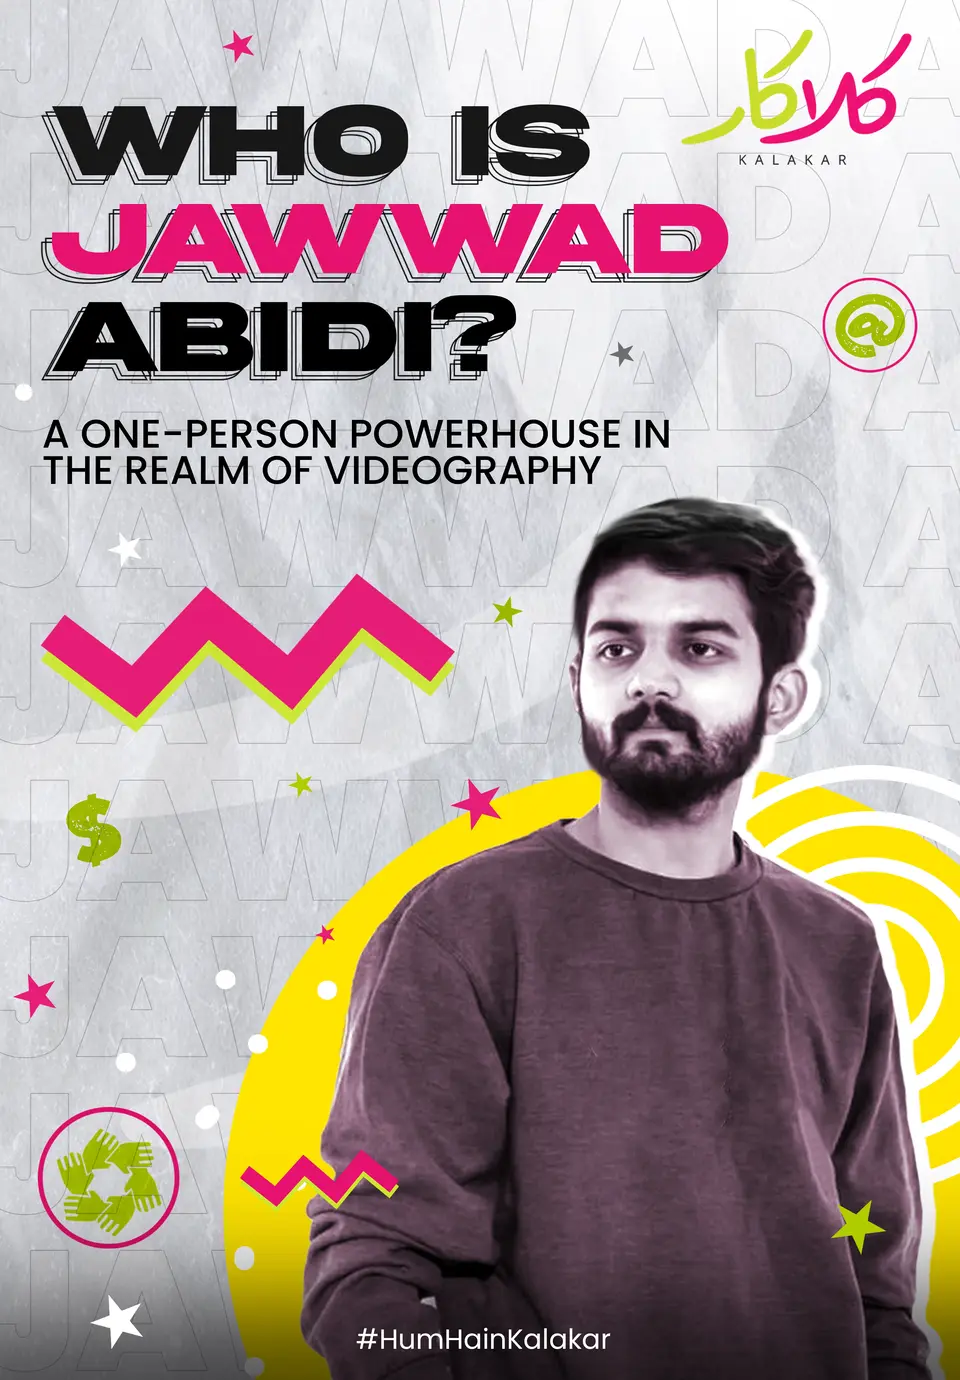 WHO IS
JAWWAD
ABIDI?
کلاکار
KALAKAR
@
A ONE-PERSON POWERHOUSE IN
THE REALM OF VIDEOGRAPHY
$
#HumHainKalakar